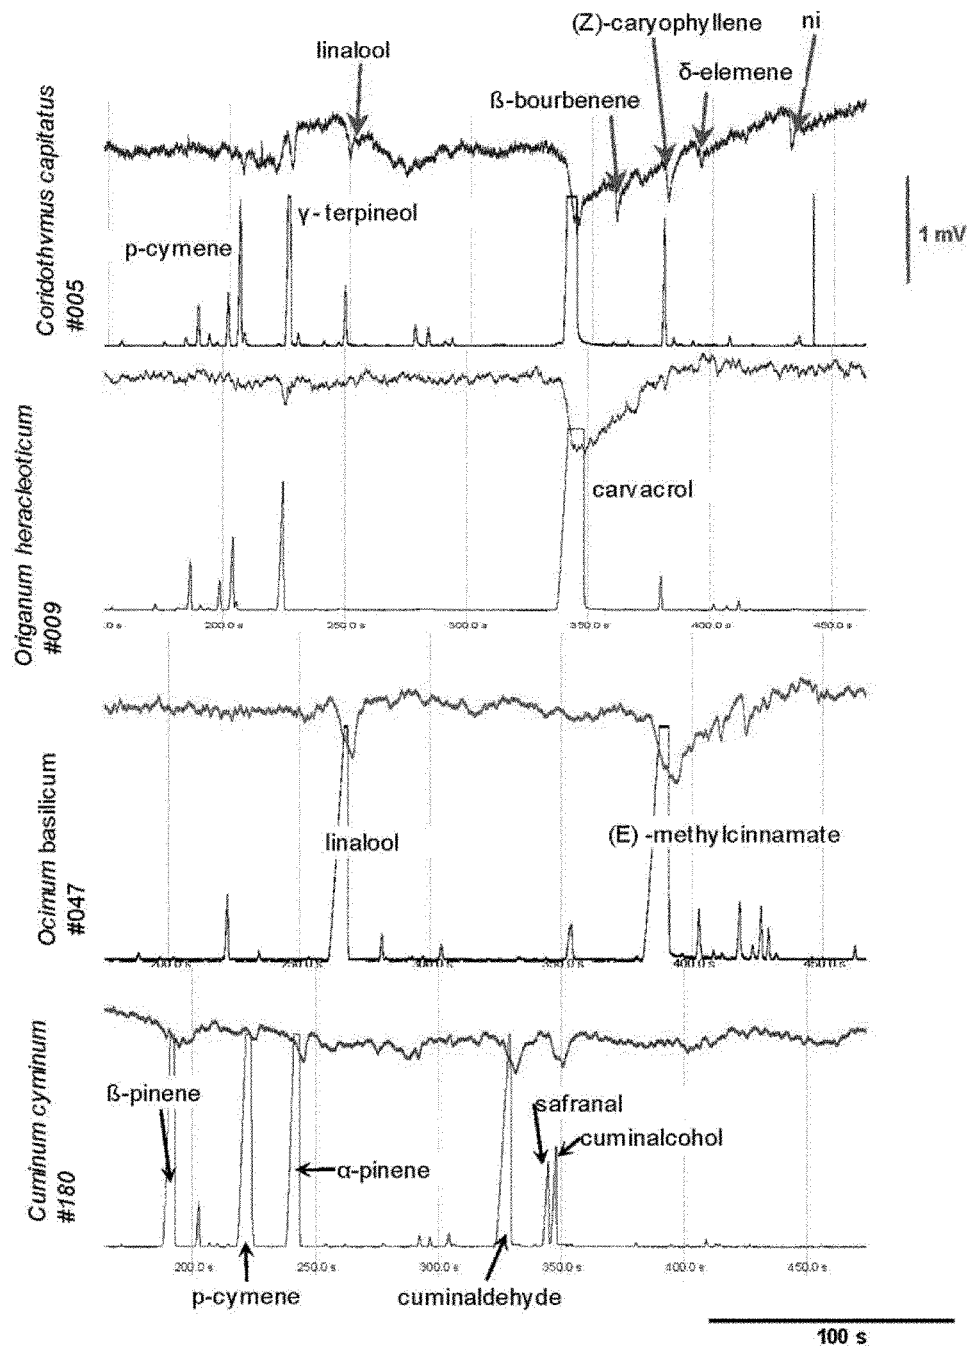 (Z)-caryophyllene
ni
linalool
δ-elemene
ß-bourbenene
Coridothymus capitatus
#005
γ-terpineol
p-cymene
1 mV
Origanum heracleoticum
#009
carvacrol
200.0 s
250.0 s
300.0 s
350.0 s
400.0 s
450.0 s
Ocimum basilicum
#047
linalool
(E) -methylcinnamate
200.0 s
300.0 s
350.0 s
400.0 s
450.0 s
Cuminum cyminum
#180
ß-pinene
safranal
cuminalcohol
α-pinene
200.0 s
250.0 s
300.0 s
350.0 s
400.0 s
450.0 s
p-cymene
cuminaldehyde
100 s